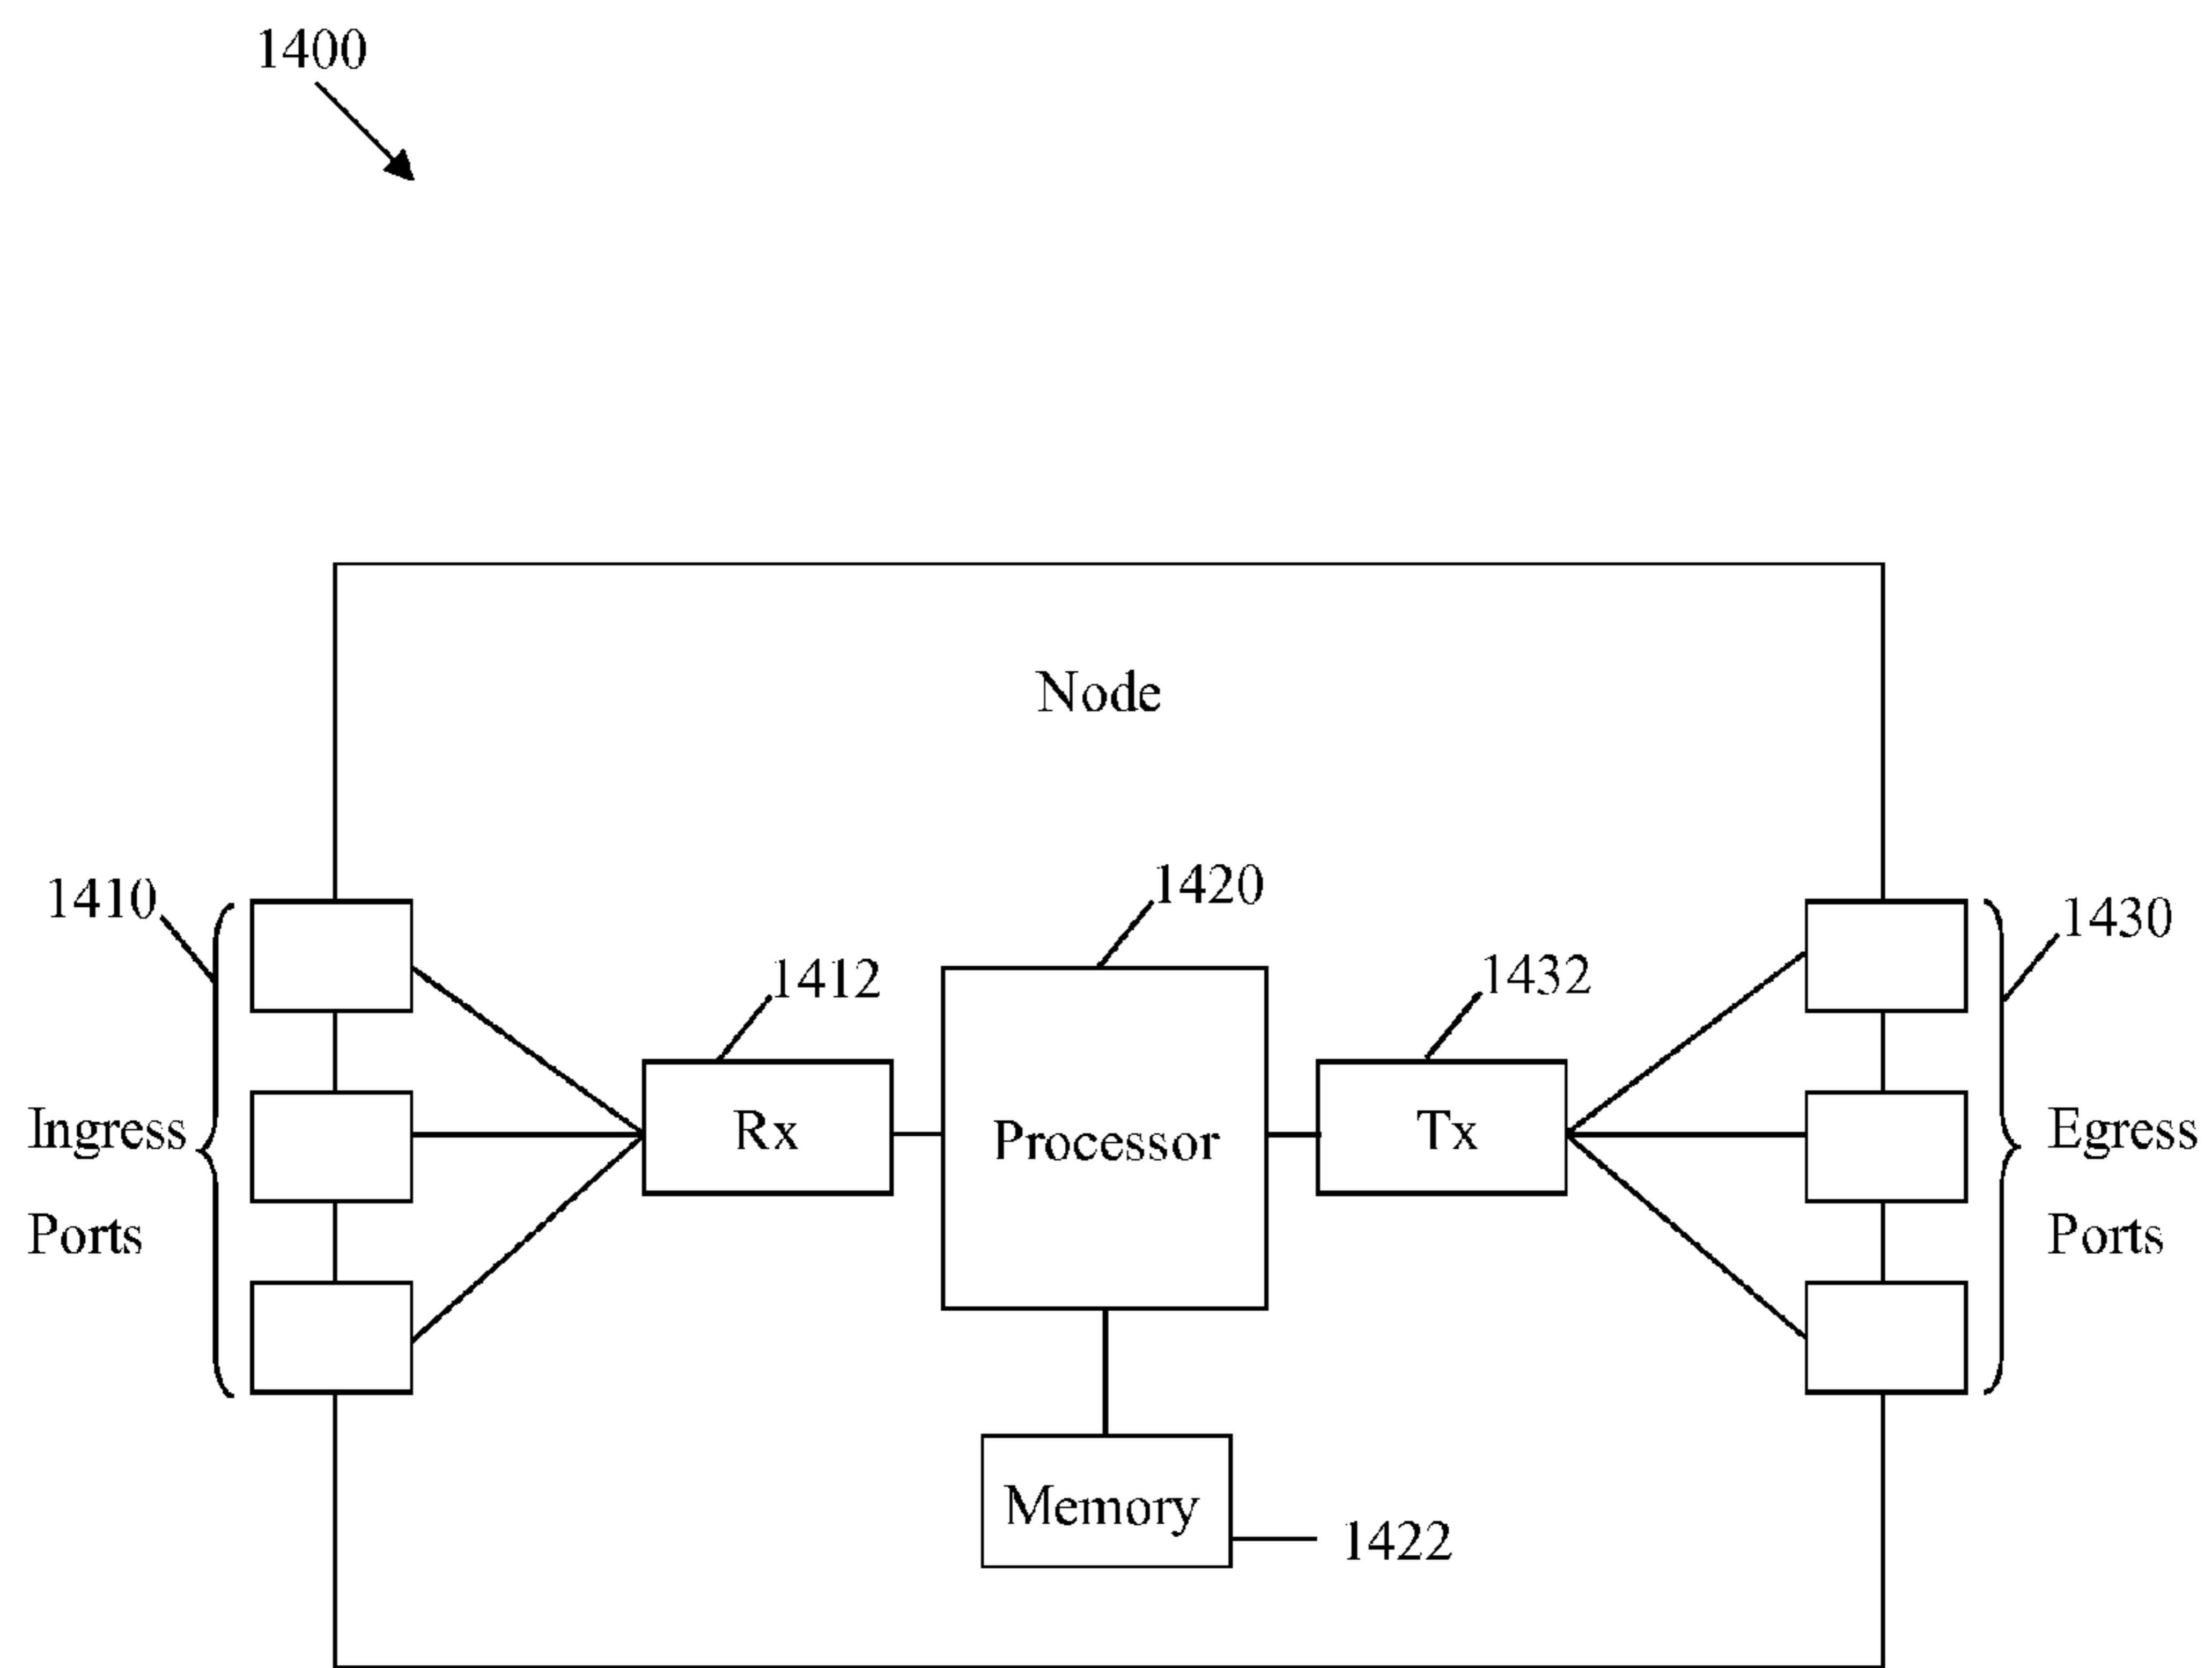 1400
Node
1410
1420
1430
1412
1432
Ingress
Ports
Rx
Processor
Tx
Egress
Ports
Memory
1422